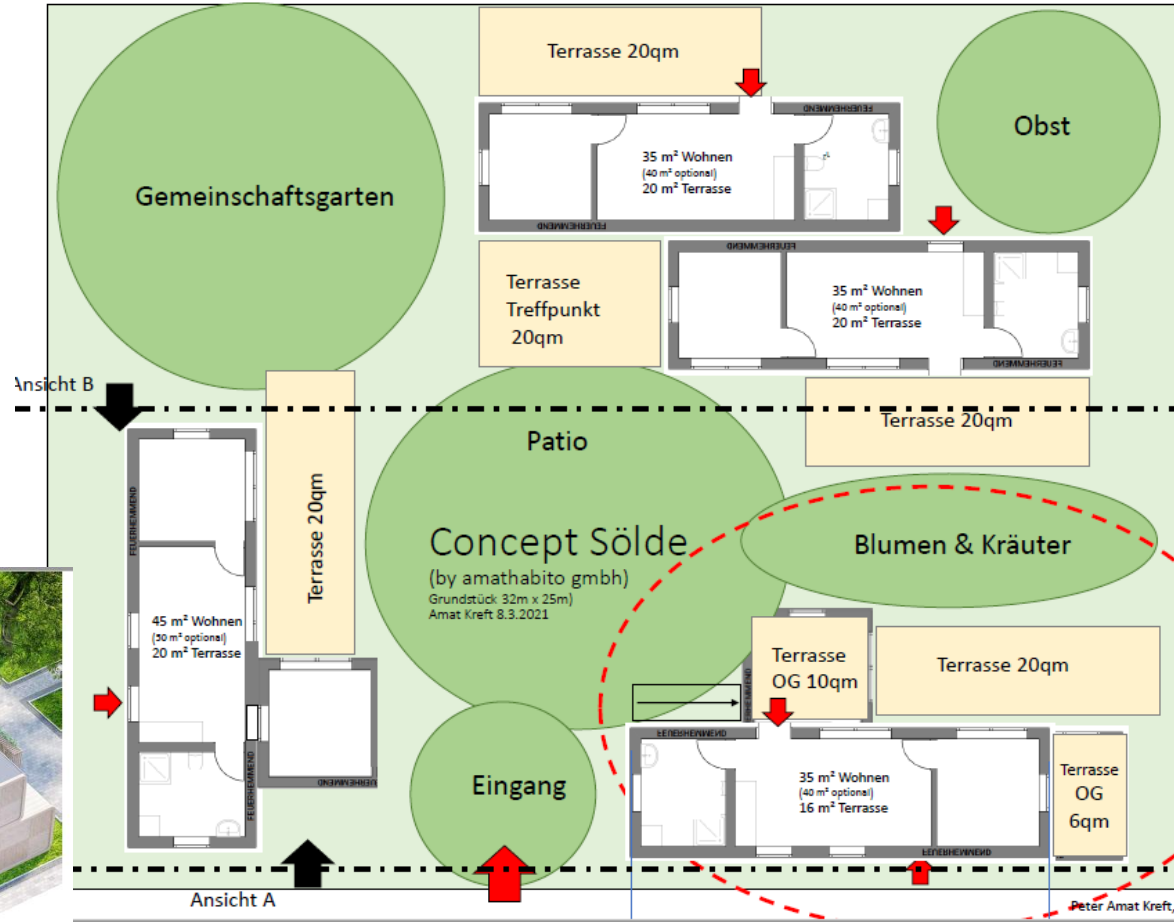 Terrasse 20qm
FEUERHEMMEND
Obst
Gemeinschaftsgarten
35 m² Wohnen
(40 m² optional)
20 m² Terrasse
FEUERHEMMEND
FEUERHEMMEND
Terrasse
Treffpunkt
20qm
35 m² Wohnen
(40 m² optional)
20 m² Terrasse
FEUERHEMMEND
Ansicht B
Terrasse 20qm
Patio
FEUERHEMMEND
Terrasse 20qm
Concept Sölde
(by amathabito gmbh)
Grundstück 32m x 25m)
Amat Kreft 8.3.2021
Blumen & Kräuter
45 m² Wohnen
(50 m² optional)
20 m² Terrasse
Terrasse
OG 10qm
Terrasse 20qm
FEUERHEMMEND
UERHEMMEND
ERHEMMEND
FEUERHEMMEND
Eingang
35 m² Wohnen
(40 m² optional)
16 m² Terrasse
Terrasse
OG
6qm
FEUERHEMMEND
Ansicht A
Peter Amat Kreft,